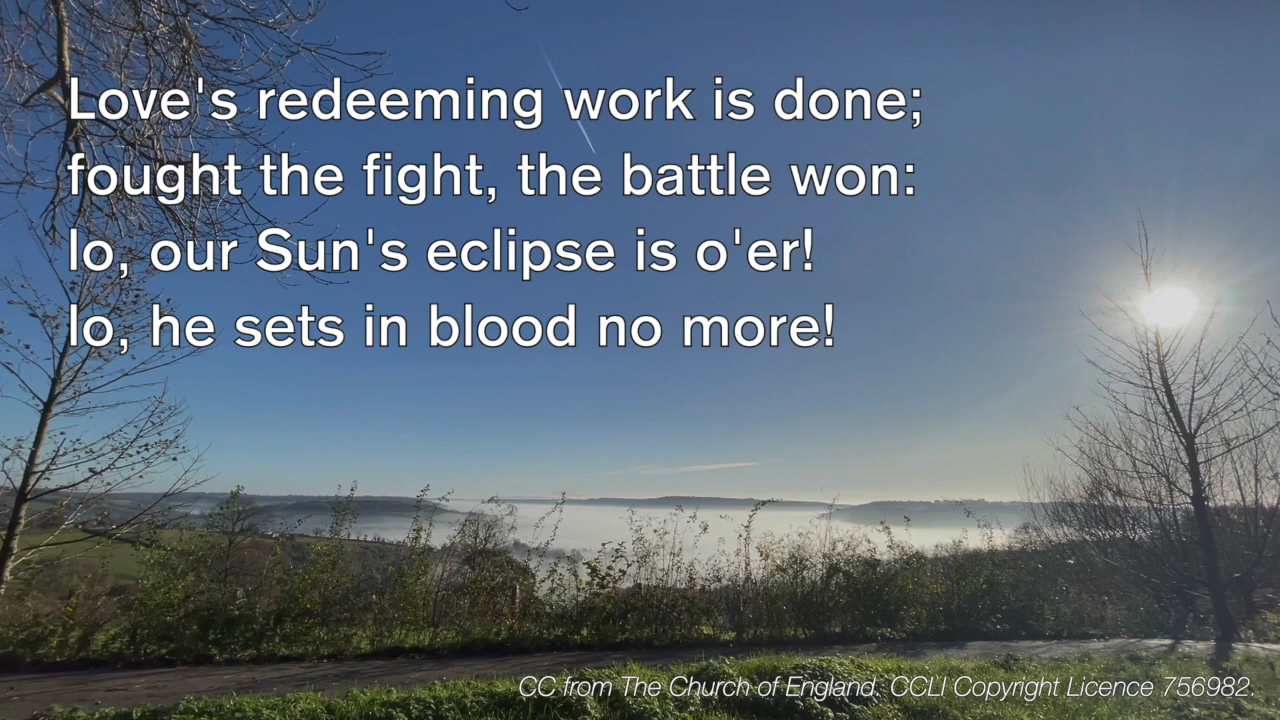 Love's redeeming work is done;
fought the fight, the battle won:
lo, our Sun's eclipse is o'er!
lo, he sets in blood no more!
CC from The Church of England. CCLI Copyright Licence 756982.